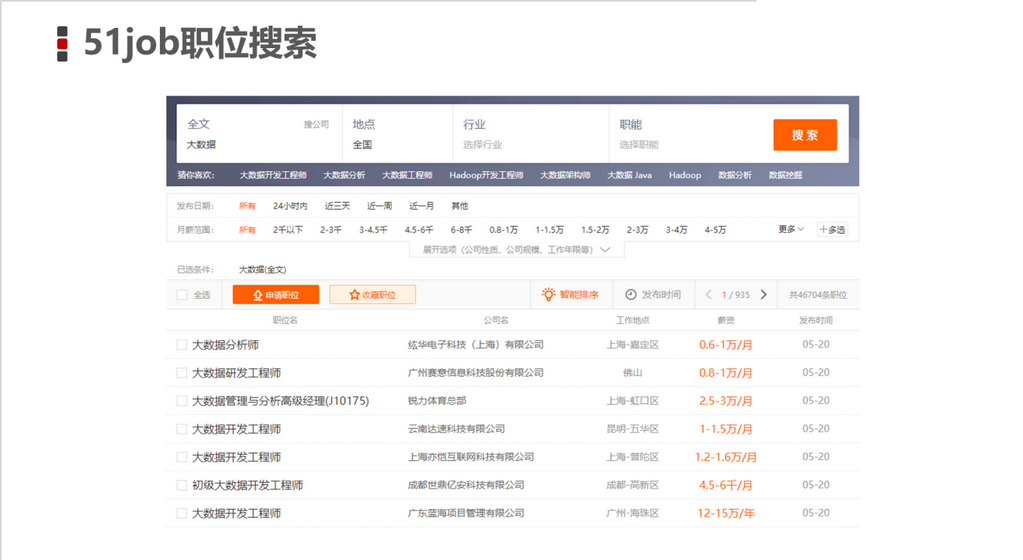 51job职位搜索
全文 搜公司 地点 行业 职能
搜索
大数据 全国 选择行业 选择职能
猜你喜欢： 大数据开发工程师 大数据分析 大数据工程师 Hadoop开发工程师 大数据架构师 大数据 Java Hadoop 数据分析 数据挖掘
发布日期： 所有 24小时内 近三天 近一周 近一月 其他
月薪范围： 所有 2千以下 2-3千 3-4.5千 4.5-6千 6-8千 0.8-1万 1-1.5万 1.5-2万 2-3万 3-4万 4-5万 更多 +多选
展开选项（公司性质、公司规模、工作年限等）
已选条件： 大数据(全文)
全选 申请职位 收藏职位 智能排序 发布时间 1 / 935 共46704条职位
职位名 公司名 工作地点 薪资 发布时间
大数据分析师 纮华电子科技（上海）有限公司 上海-嘉定区 0.6-1万/月 05-20
大数据研发工程师 广州赛意信息科技股份有限公司 佛山 0.8-1万/月 05-20
大数据管理与分析高级经理(J10175) 锐力体育总部 上海-虹口区 2.5-3万/月 05-20
大数据开发工程师 云南达速科技有限公司 昆明-五华区 1-1.5万/月 05-20
大数据开发工程师 上海亦恺互联网科技有限公司 上海-普陀区 1.2-1.6万/月 05-20
初级大数据开发工程师 成都世鼎亿安科技有限公司 成都-高新区 4.5-6千/月 05-20
大数据开发工程师 广东蓝海项目管理有限公司 广州-海珠区 12-15万/年 05-20